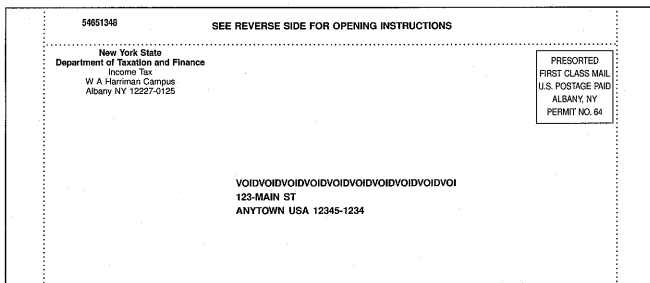 54651348
SEE REVERSE SIDE FOR OPENING INSTRUCTIONS
New York State
Department of Taxation and Finance
Income Tax
W A Harriman Campus
Albany NY 12227-0125
PRESORTED
FIRST CLASS MAIL
U.S. POSTAGE PAID
ALBANY, NY
PERMIT NO. 64
VOIDVOIDVOIDVOIDVOIDVOIDVOIDVOIDVOIDVOI
123-MAIN ST
ANYTOWN USA 12345-1234